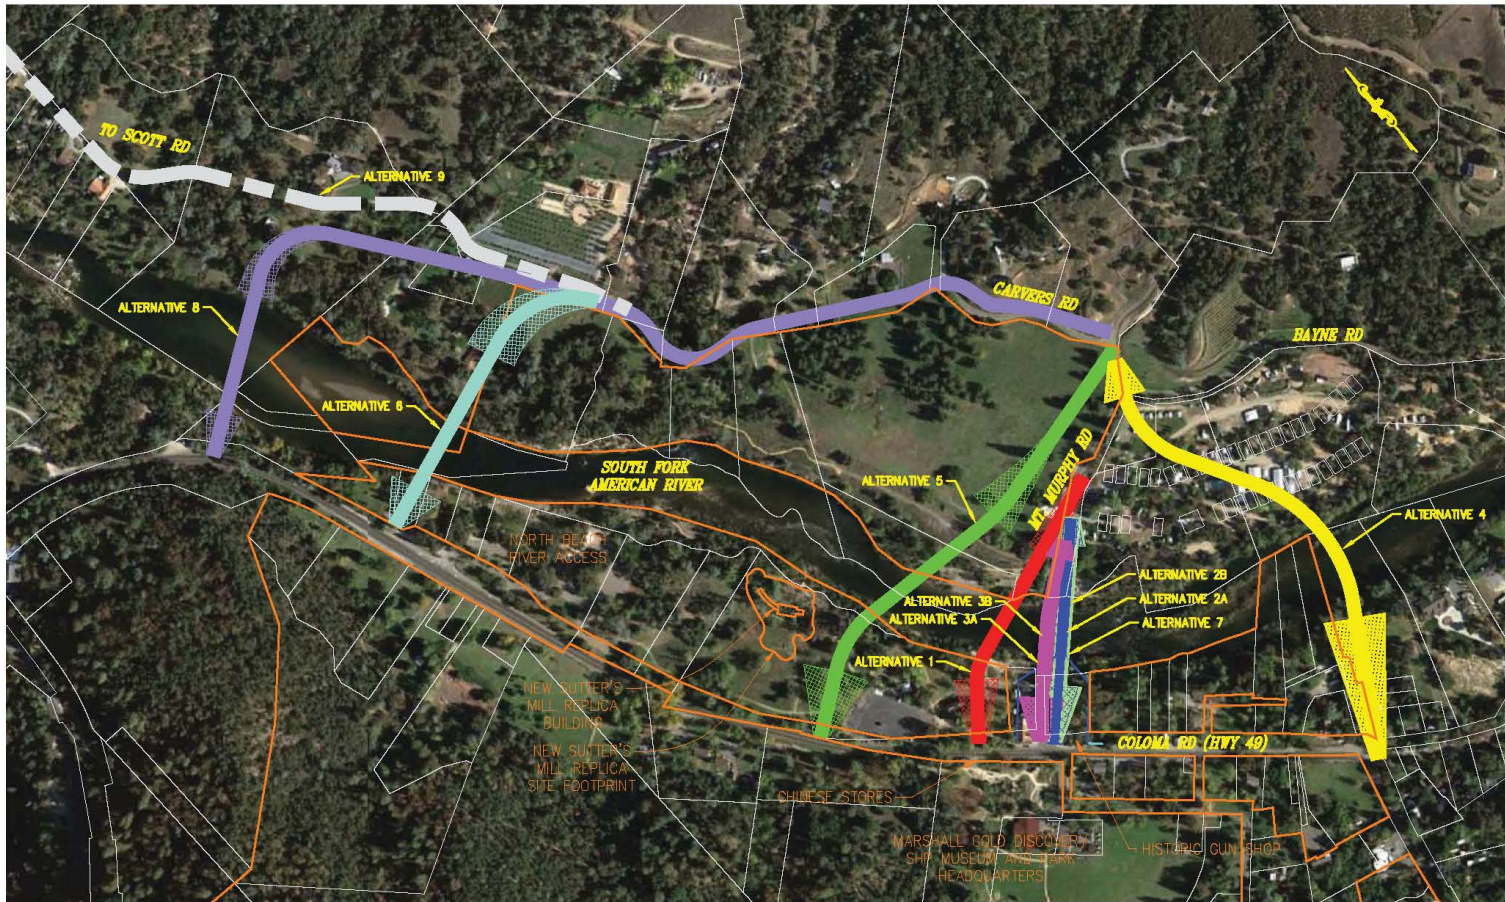 TO SCOTT RD
ALTERNATIVE 9
ALTERNATIVE 8
CARVERS RD
BAYNE RD
ALTERNATIVE 6
SOUTH FORK
AMERICAN RIVER
MT MURPHY RD
ALTERNATIVE 5
ALTERNATIVE 4
NORTH BEACH
RIVER ACCESS
ALTERNATIVE 2B
ALTERNATIVE 3B
ALTERNATIVE 2A
ALTERNATIVE 3A
ALTERNATIVE 7
ALTERNATIVE 1
NEW SUTTER'S
MILL REPLICA
BUILDING
NEW SUTTER'S
MILL REPLICA
SITE FOOTPRINT
COLOMA RD (HWY 49)
CHINESE STORES
MARSHALL GOLD DISCOVERY
SHP MUSEUM AND PARK
HEADQUARTERS
HISTORIC GUN SHOP